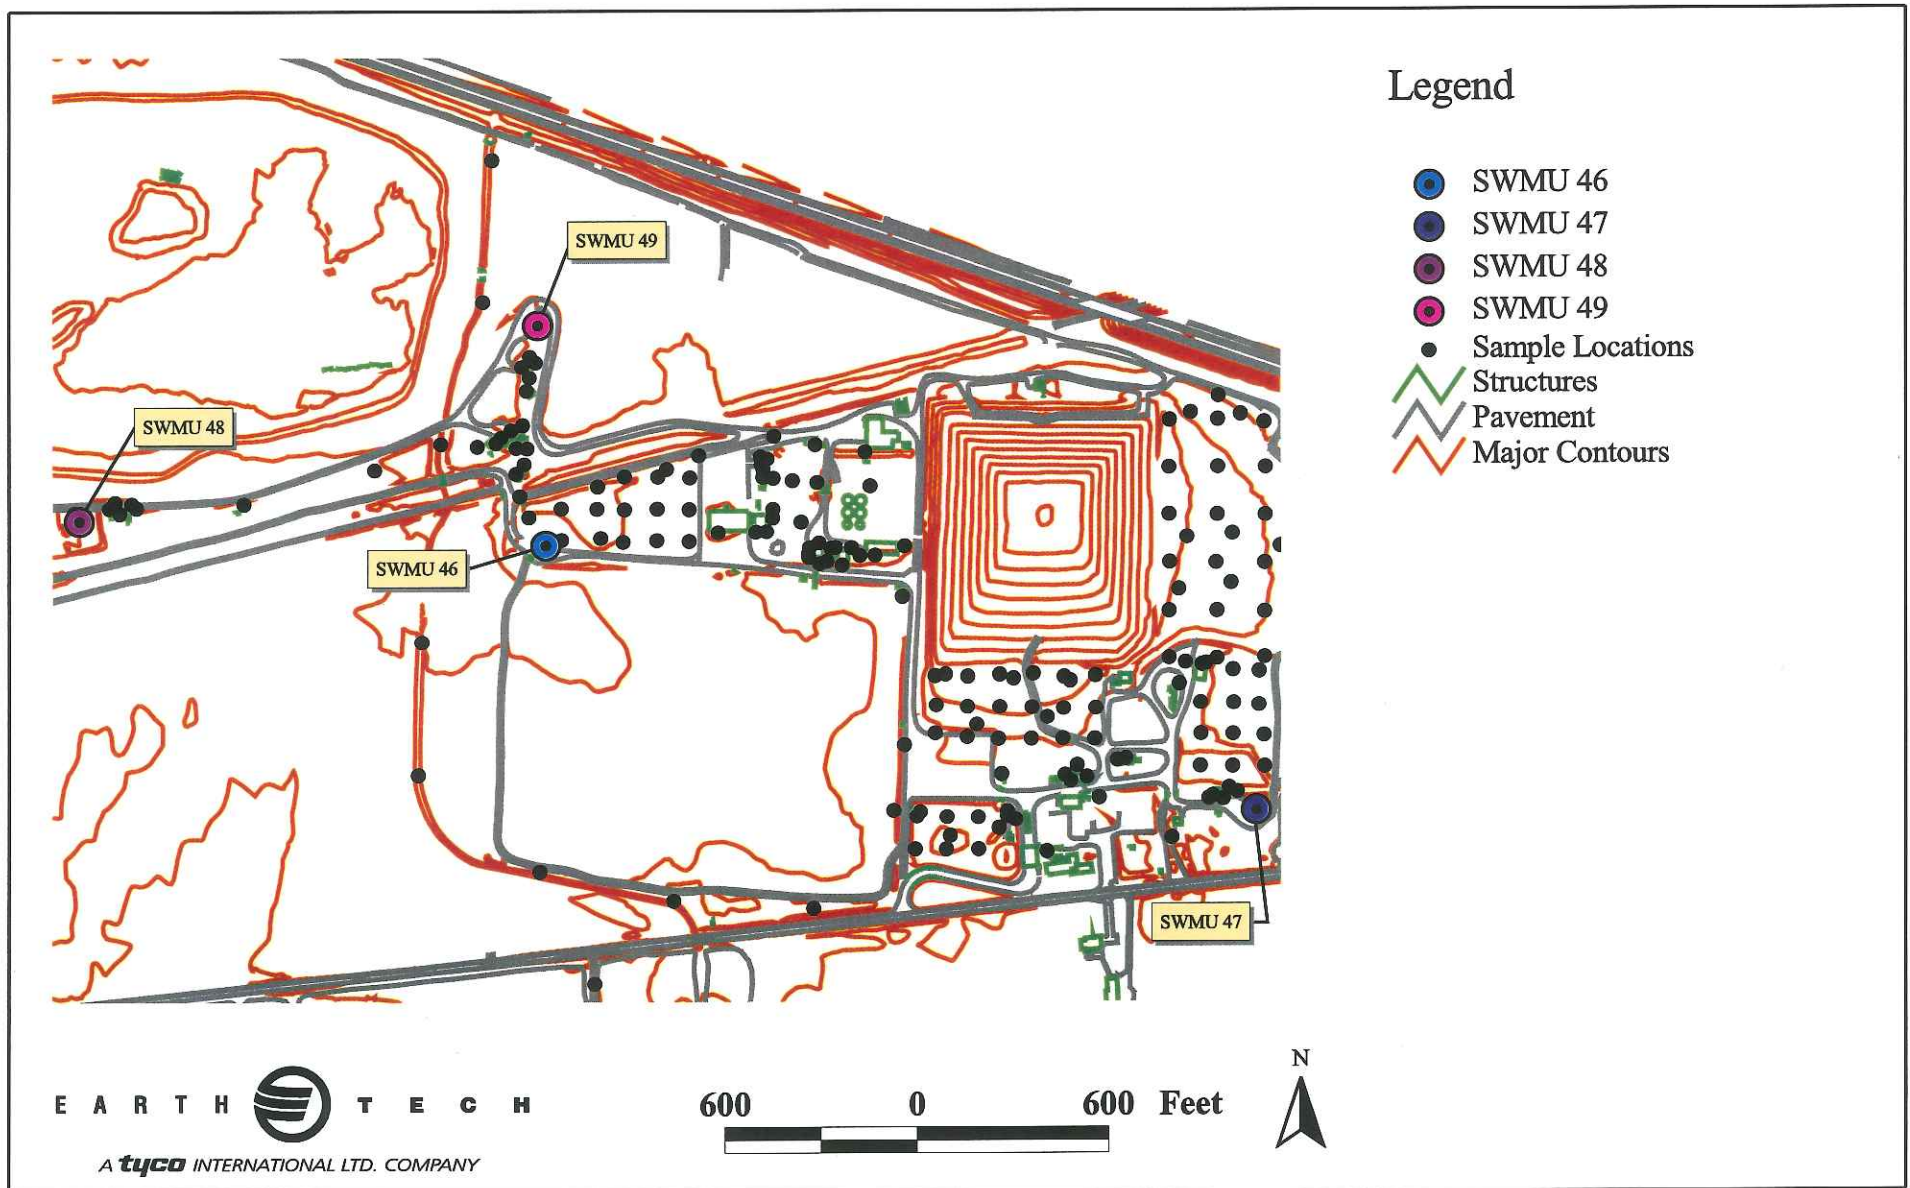 Legend
SWMU 46
SWMU 47
SWMU 48
SWMU 49
Sample Locations
Structures
Pavement
Major Contours
SWMU 49
SWMU 48
SWMU 46
SWMU 47
EARTH TECH
A tyco INTERNATIONAL LTD. COMPANY
600 0 600 Feet
N